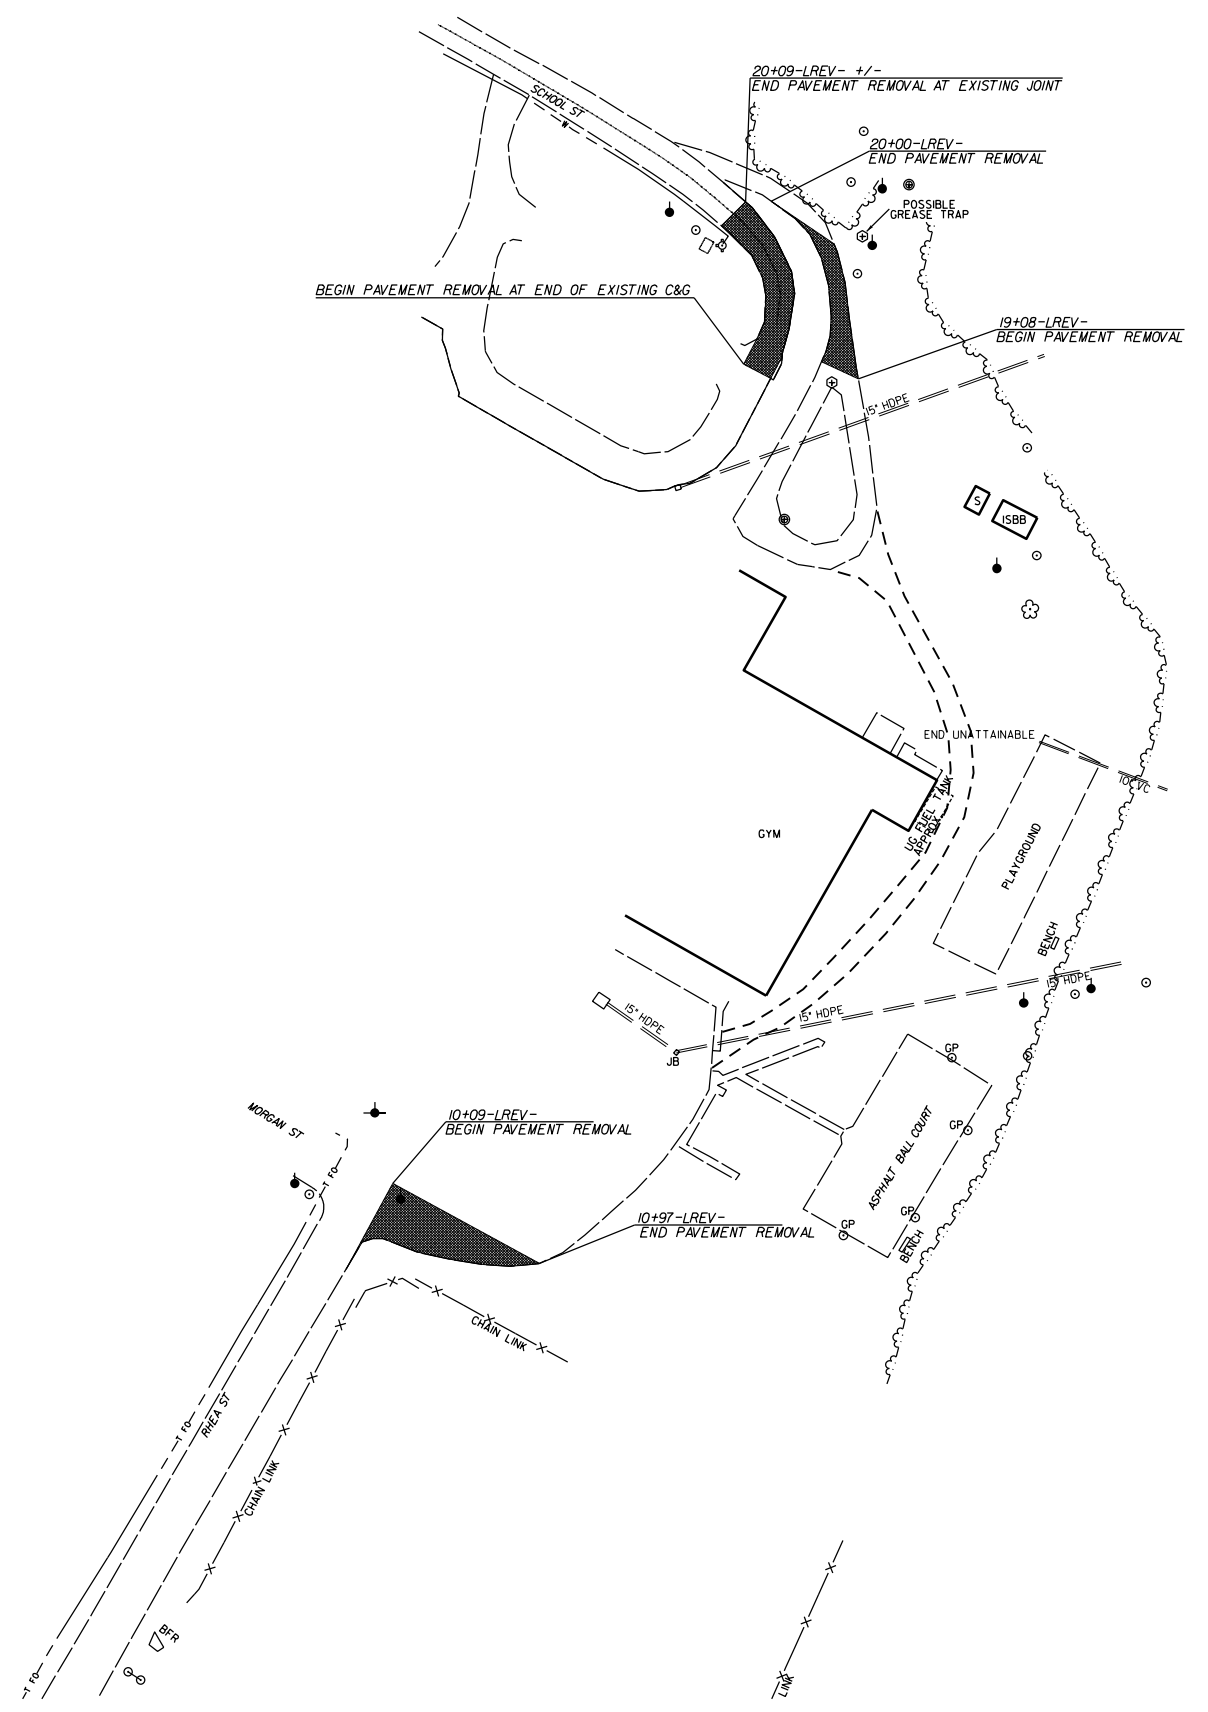 20+09-LREV- +/-
END PAVEMENT REMOVAL AT EXISTING JOINT
SCHOOL ST
W
20+00-LREV-
END PAVEMENT REMOVAL
POSSIBLE
GREASE TRAP
BEGIN PAVEMENT REMOVAL AT END OF EXISTING C&G
19+08-LREV-
BEGIN PAVEMENT REMOVAL
15" HDPE
S
ISBB
END UNATTAINABLE
UG FUEL TANK
APPROX
GYM
PLAYGROUND
BENCH
15" HDPE
15" HDPE
15" HDPE
JB
GP
MORGAN ST
10+09-LREV-
BEGIN PAVEMENT REMOVAL
GP
ASPHALT BALL COURT
T FO
GP
10+97-LREV-
END PAVEMENT REMOVAL
GP
BENCH
CHAIN LINK
RHEA ST
T FO
CHAIN LINK
BFR
T FO
LINK